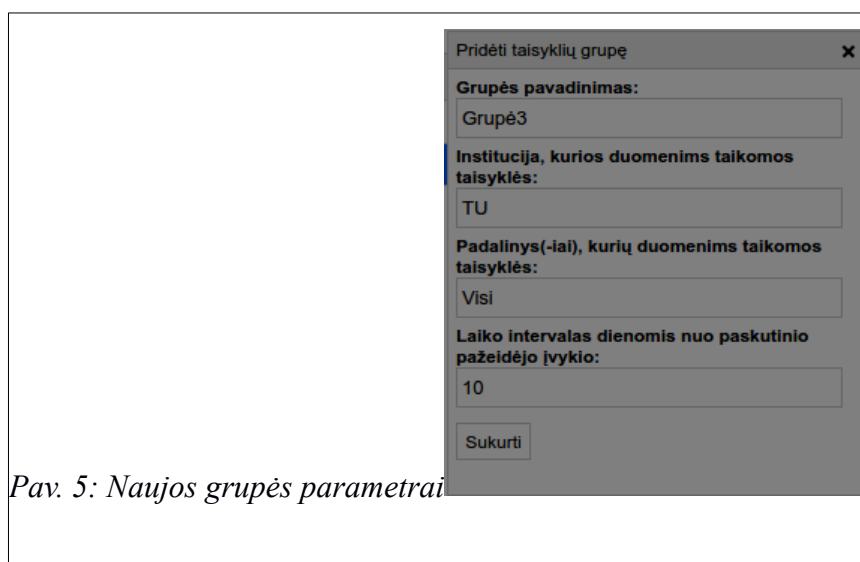 Pridėti taisyklių grupę
Grupės pavadinimas:
Grupė3
Institucija, kurios duomenims taikomos
taisyklės:
TU
Padalinys(-iai), kurių duomenims taikomos
taisyklės:
Visi
Laiko intervalas dienomis nuo paskutinio
pažeidėjo įvykio:
10
Sukurti
Pav. 5: Naujos grupės parametrai